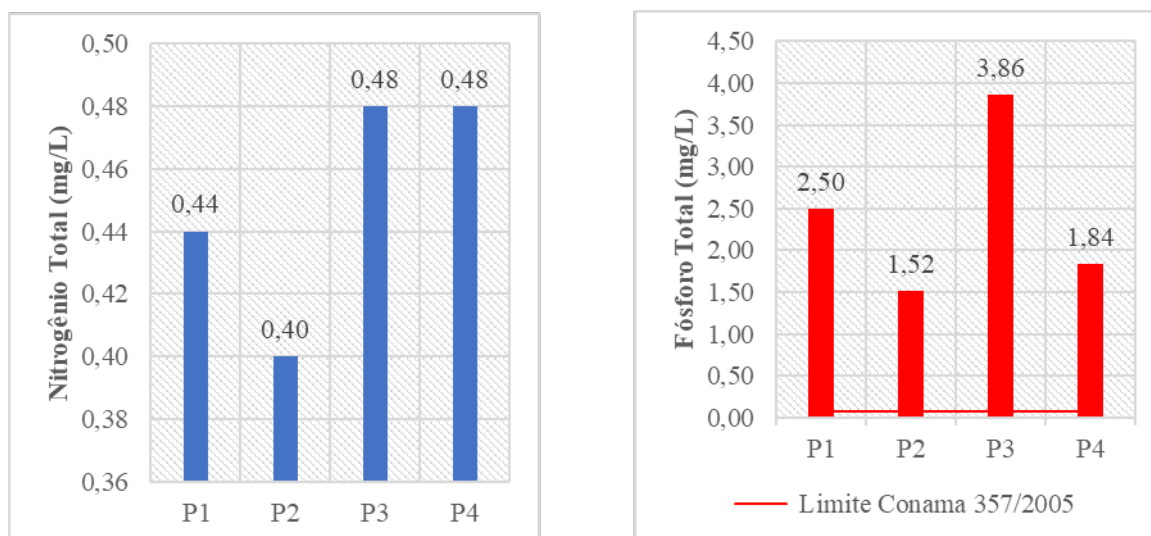 Nitrogênio Total (mg/L)
0,50
0,48
0,46
0,44
0,42
0,40
0,38
0,36
0,44
0,40
0,48
0,48
P1
P2
P3
P4
Fósforo Total (mg/L)
4,50
4,00
3,50
3,00
2,50
2,00
1,50
1,00
0,50
0,00
2,50
1,52
3,86
1,84
P1
P2
P3
P4
Limite Conama 357/2005